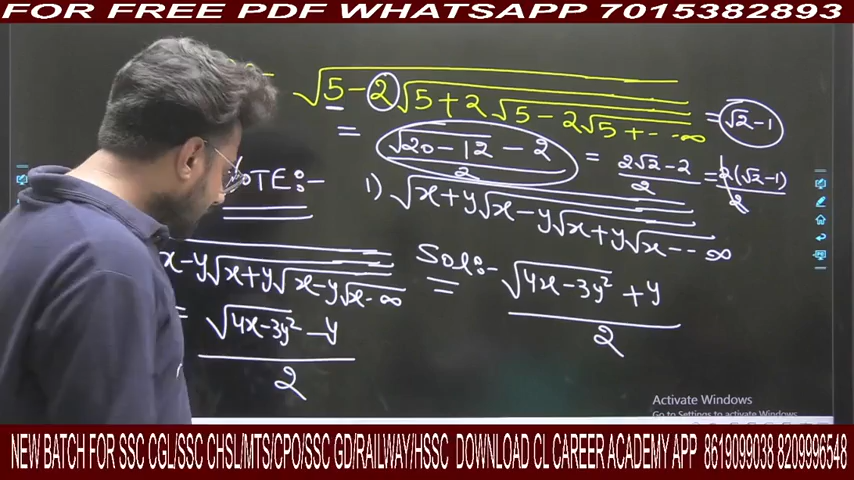 FOR FREE PDF WHATSAPP 7015382893
√5 - 2√5 + 2√5 - 2√5 + - - ∞ = √2 - 1
= √20-12 - 2 / 2 = 2√2 - 2 / 2 = 2(√2-1) / 2
NOTE:-
1) √x+y√x-y√x+y√x - - ∞
x-y√x+y√x-y√x-∞
= √4x-3y² - y / 2
Sol:- √4x-3y² + y / 2
Activate Windows
Go to Settings to activate Windows.
NEW BATCH FOR SSC CGL/SSC CHSL/MTS/CPO/SSC GD/RAILWAY/HSSC DOWNLOAD CL CAREER ACADEMY APP 8619099038 8209996548